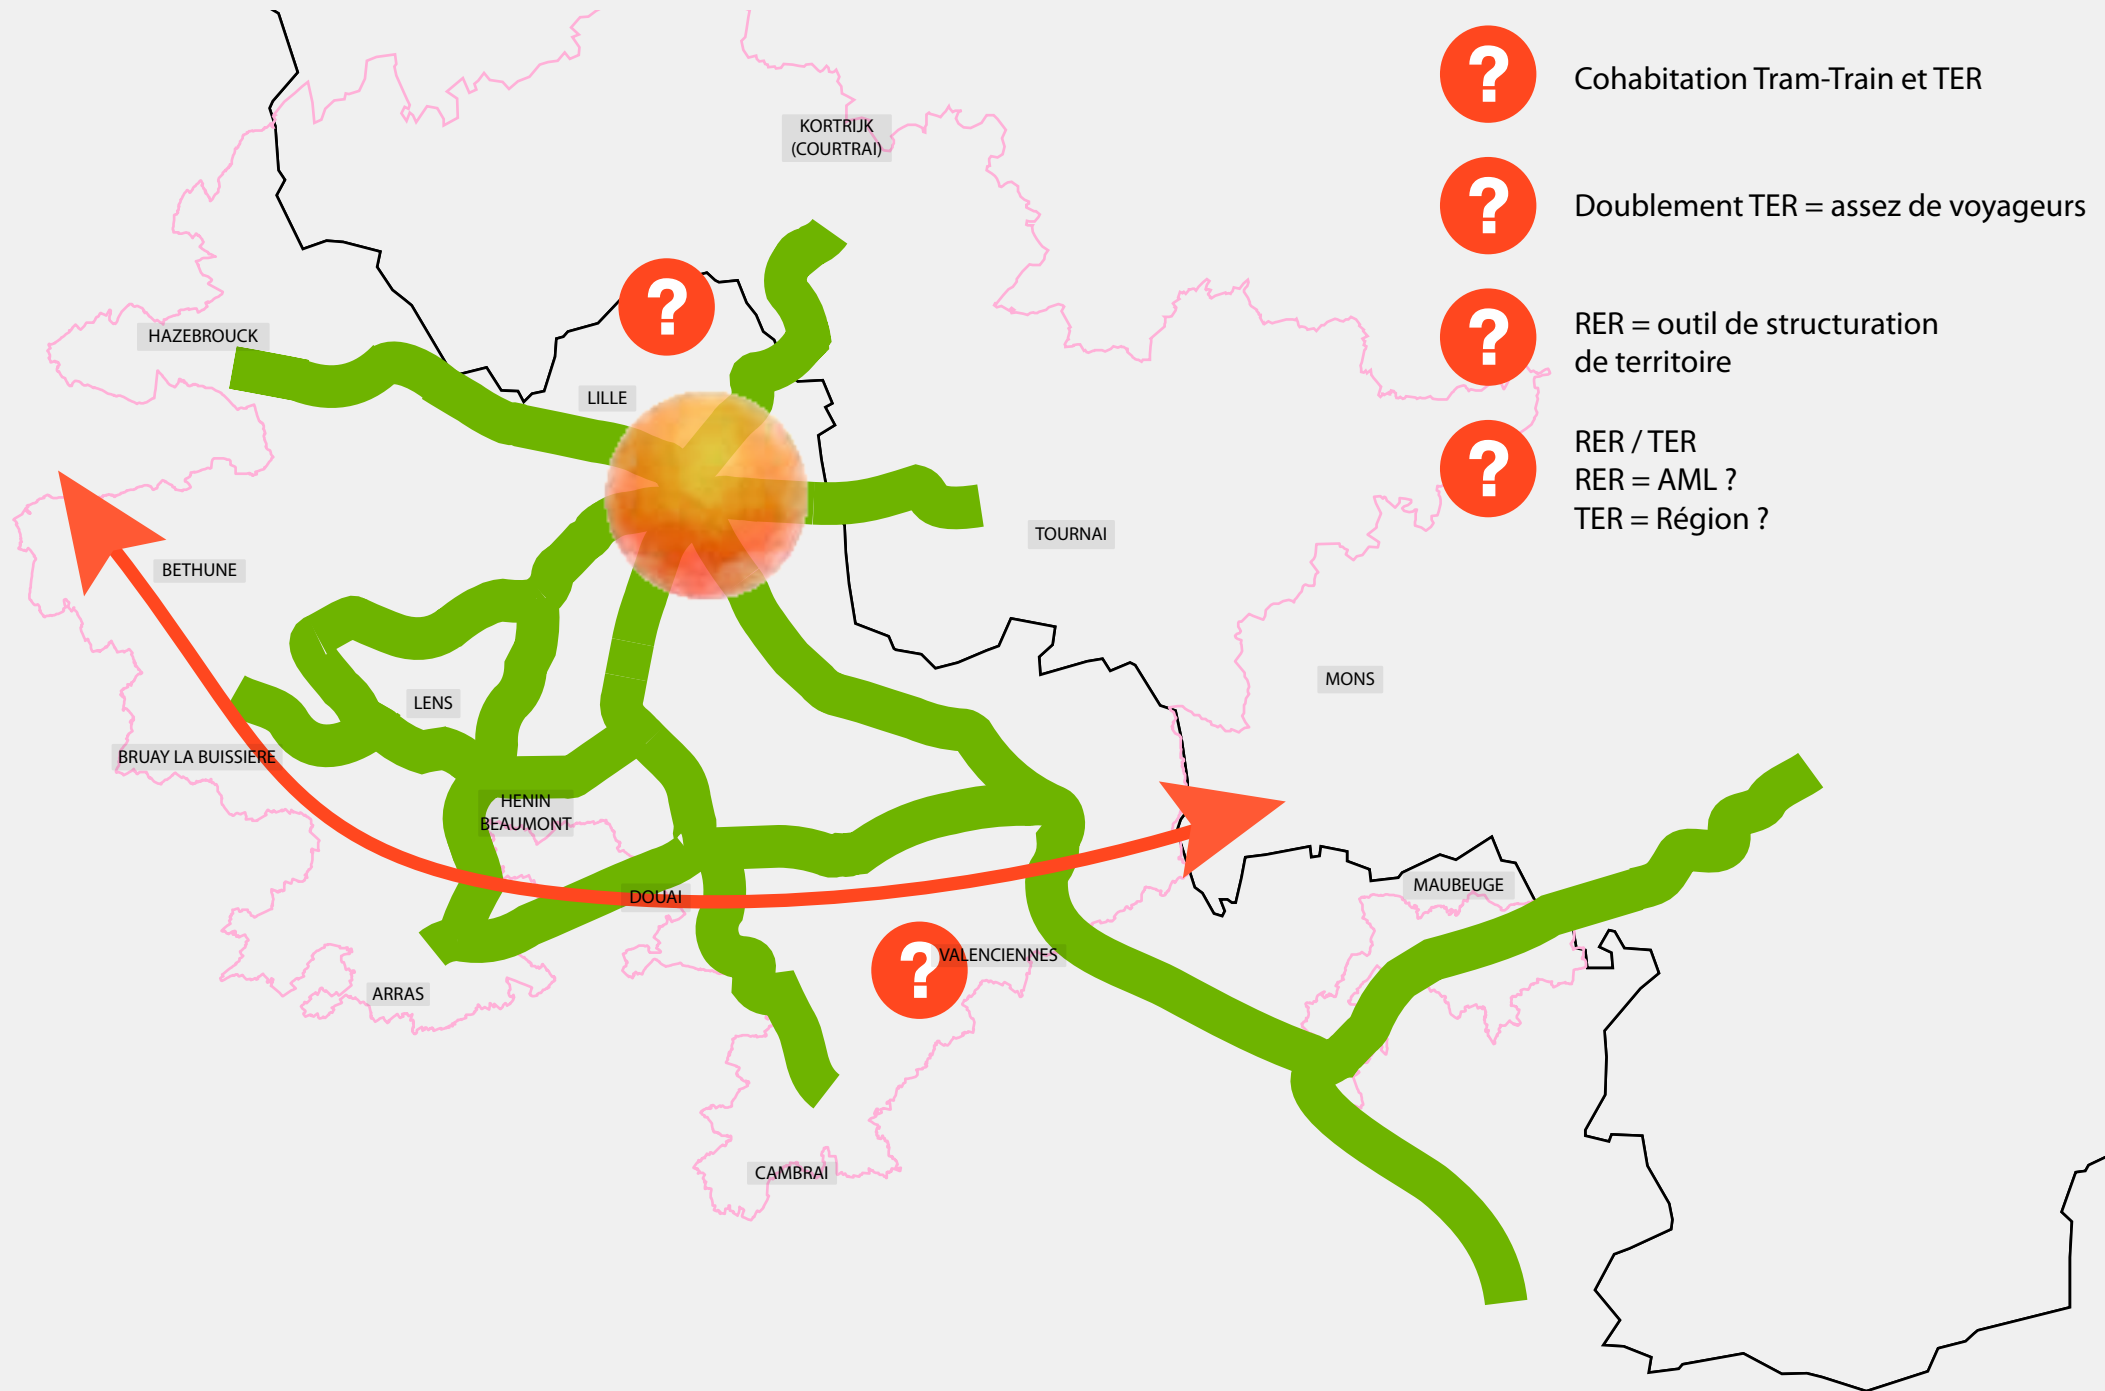 ?
Cohabitation Tram-Train et TER
KORTRIJK
(COURTRAI)
?
Doublement TER = assez de voyageurs
?
HAZEBROUCK
?
RER = outil de structuration
de territoire
LILLE
?
RER / TER
RER = AML ?
TER = Région ?
TOURNAI
BETHUNE
MONS
LENS
BRUAY LA BUISSIERE
HENIN
BEAUMONT
MAUBEUGE
DOUAI
?
VALENCIENNES
ARRAS
CAMBRAI